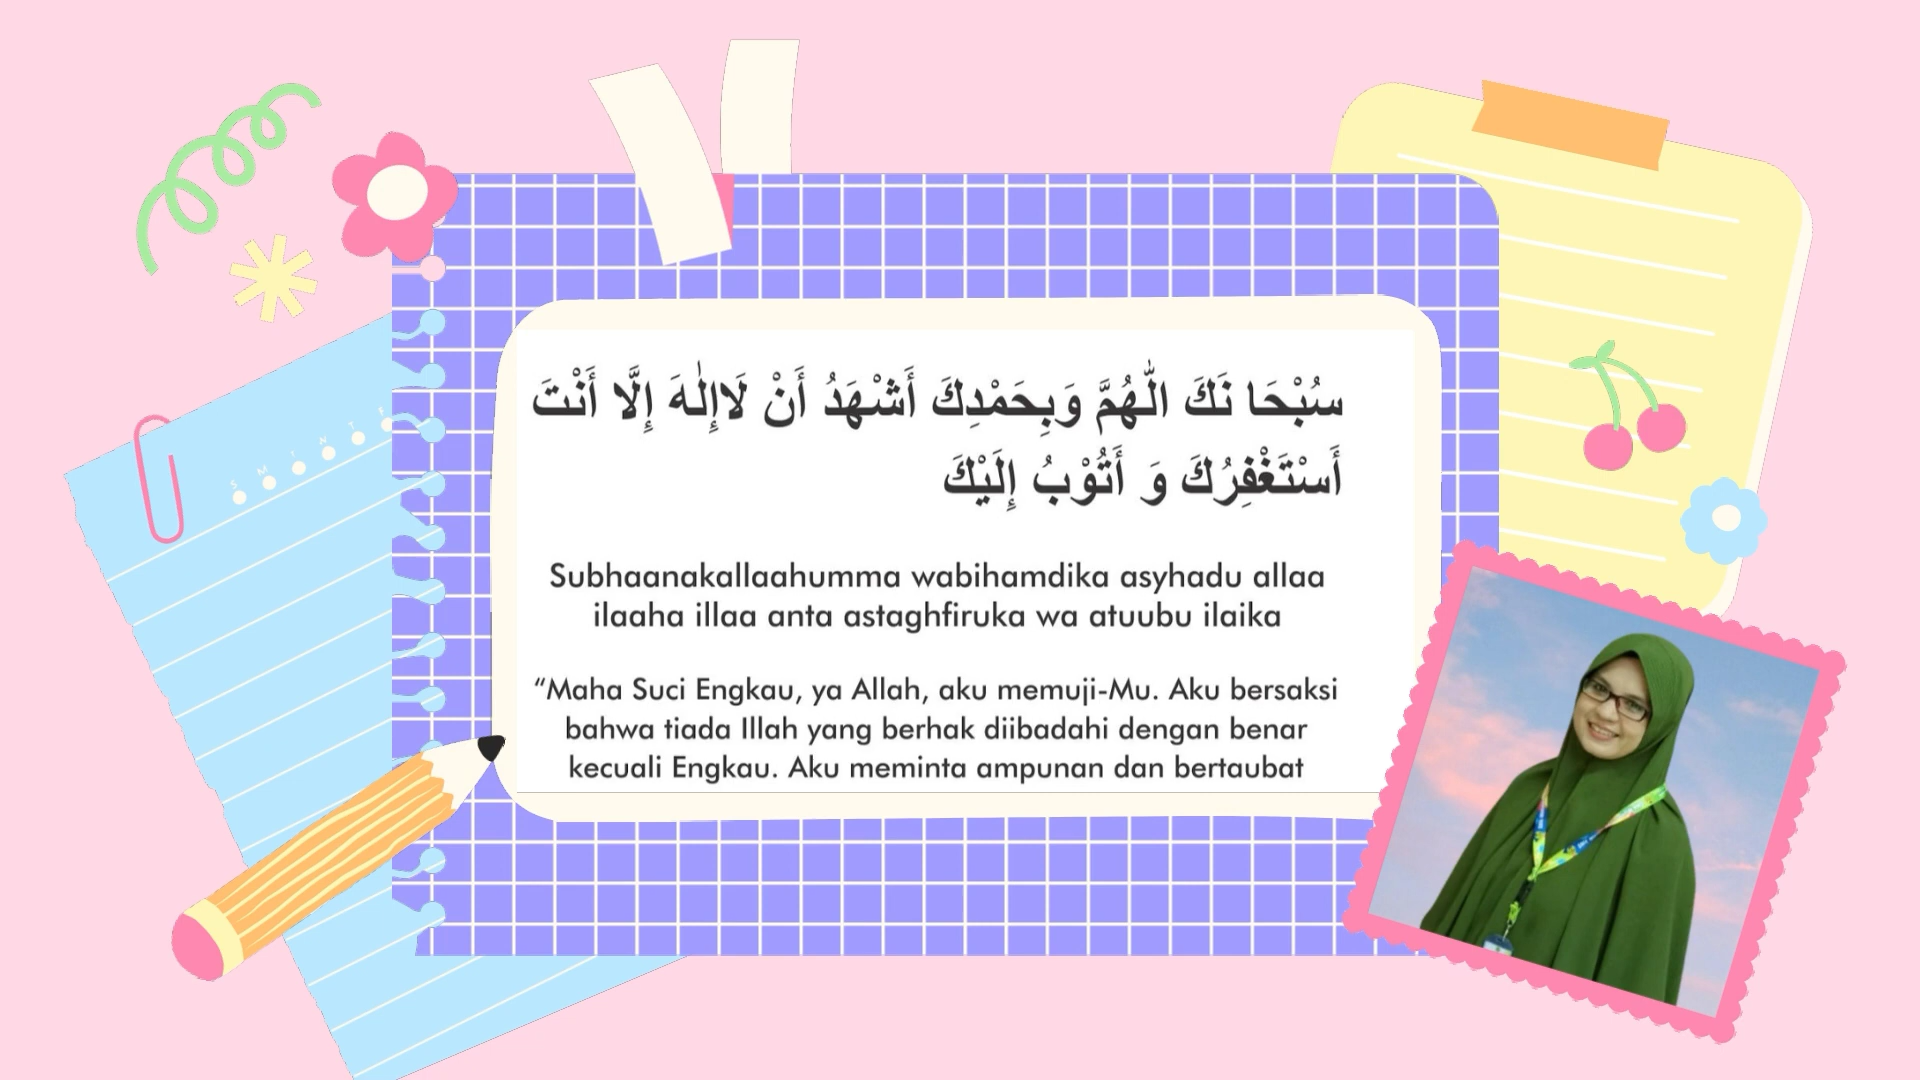 سُبْحَا نَكَ الّٰهُمَّ وَبِحَمْدِكَ أَشْهَدُ أَنْ لَاإِلٰهَ إِلَّا أَنْتَ
أَسْتَغْفِرُكَ وَ أَتُوْبُ إِلَيْكَ
Subhaanakallaahumma wabihamdika asyhadu allaa
ilaaha illaa anta astaghfiruka wa atuubu ilaika
“Maha Suci Engkau, ya Allah, aku memuji-Mu. Aku bersaksi
bahwa tiada Illah yang berhak diibadahi dengan benar
kecuali Engkau. Aku meminta ampunan dan bertaubat
S M T W T F